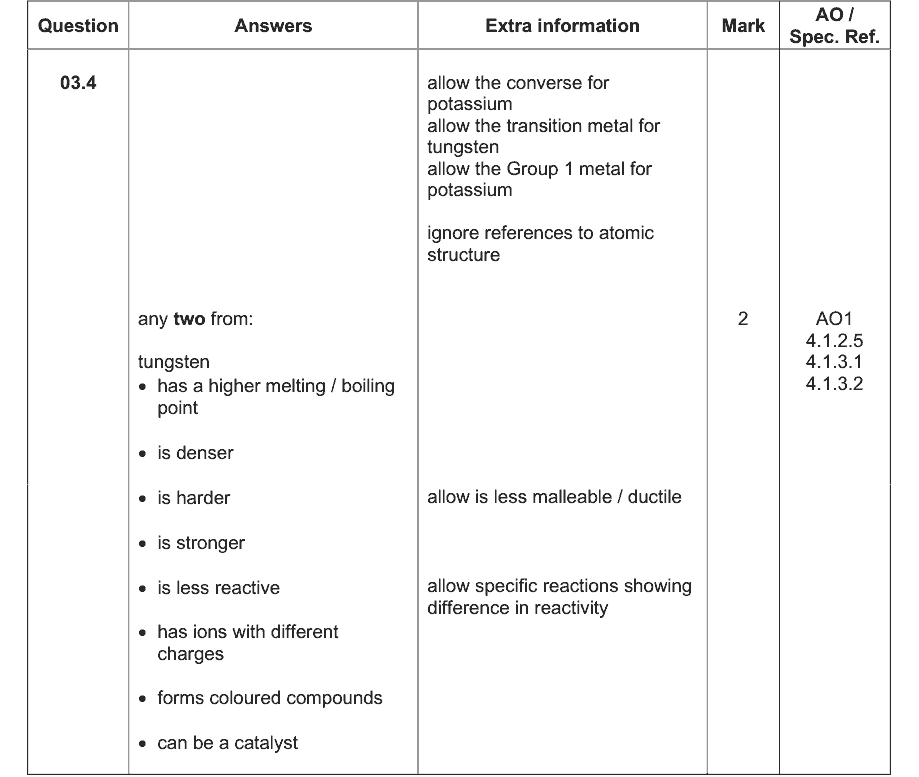 Question Answers Extra information Mark AO /
Spec. Ref.
03.4 allow the converse for
potassium
allow the transition metal for
tungsten
allow the Group 1 metal for
potassium
ignore references to atomic
structure
any two from: 2 AO1
4.1.2.5
tungsten 4.1.3.1
• has a higher melting / boiling 4.1.3.2
point
• is denser
• is harder allow is less malleable / ductile
• is stronger
• is less reactive allow specific reactions showing
difference in reactivity
• has ions with different
charges
• forms coloured compounds
• can be a catalyst